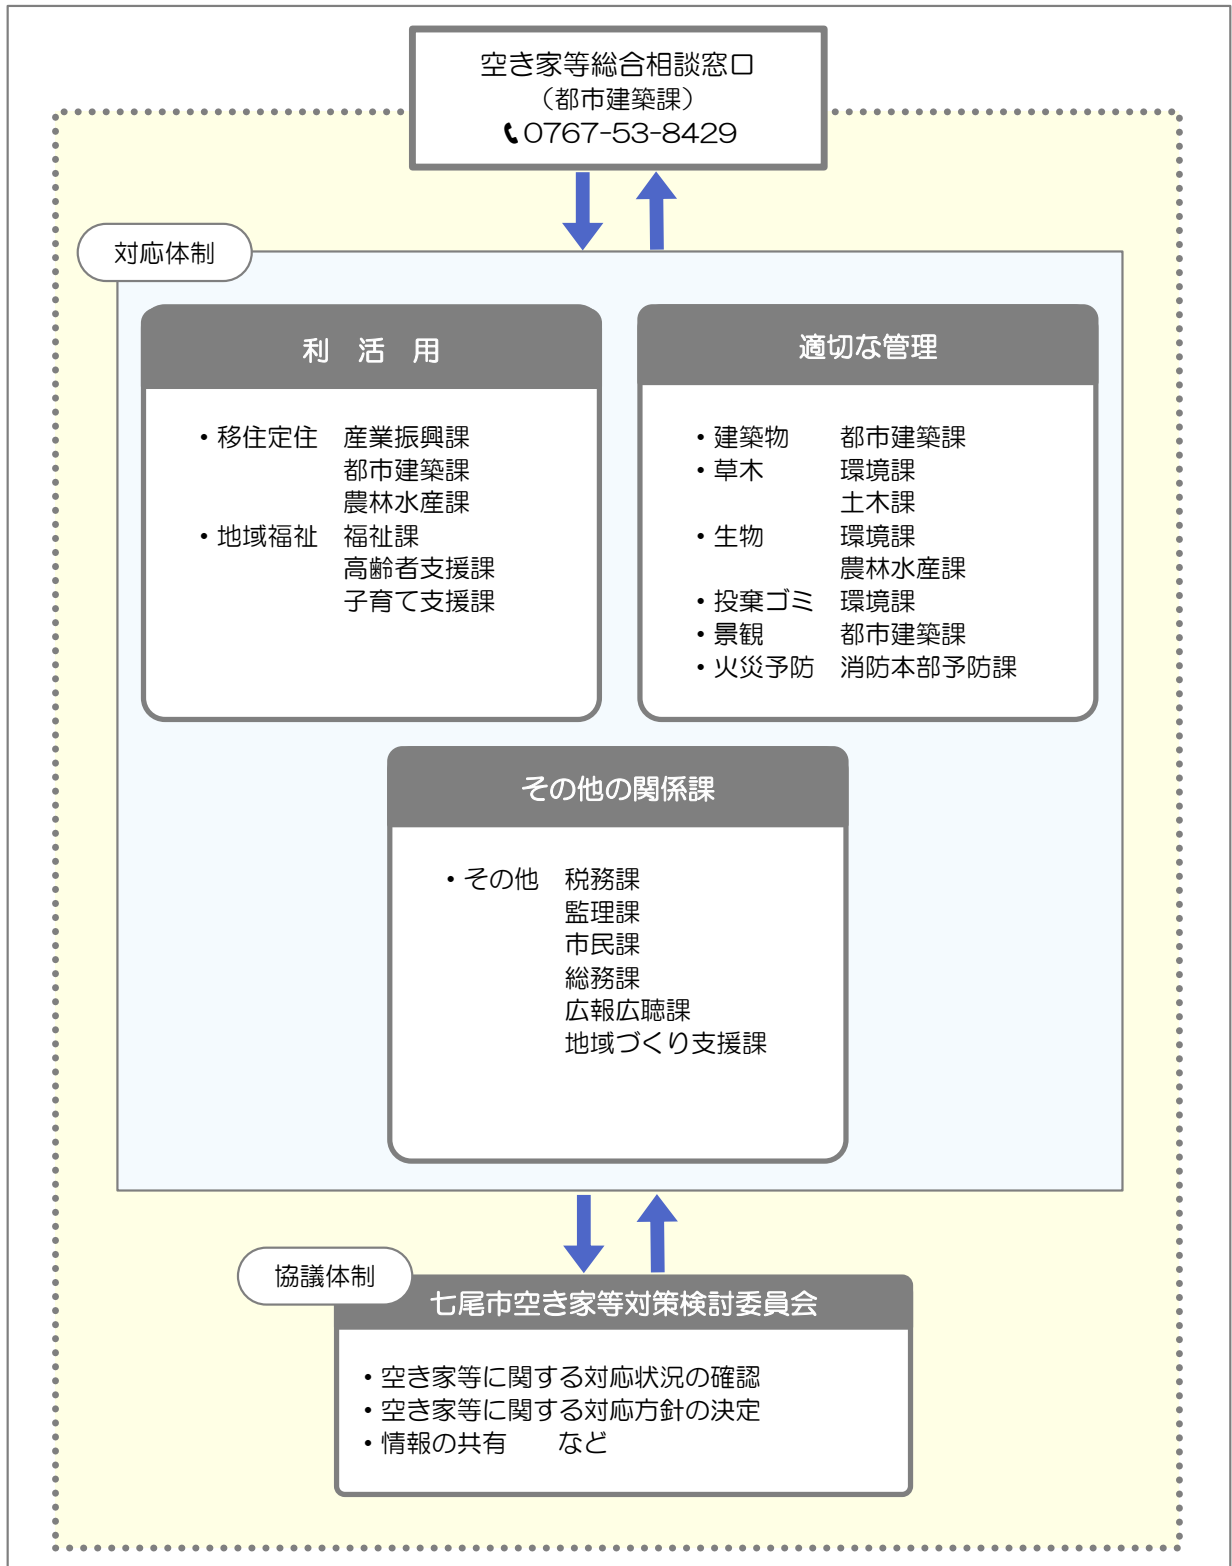 空き家等総合相談窓口
（都市建築課）
0767-53-8429
対応体制
利　活　用
・移住定住　産業振興課
都市建築課
農林水産課
・地域福祉　福祉課
高齢者支援課
子育て支援課
適切な管理
・建築物　　都市建築課
・草木　　　環境課
土木課
・生物　　　環境課
農林水産課
・投棄ゴミ　環境課
・景観　　　都市建築課
・火災予防　消防本部予防課
その他の関係課
・その他　税務課
監理課
市民課
総務課
広報広聴課
地域づくり支援課
協議体制
七尾市空き家等対策検討委員会
・空き家等に関する対応状況の確認
・空き家等に関する対応方針の決定
・情報の共有　　など